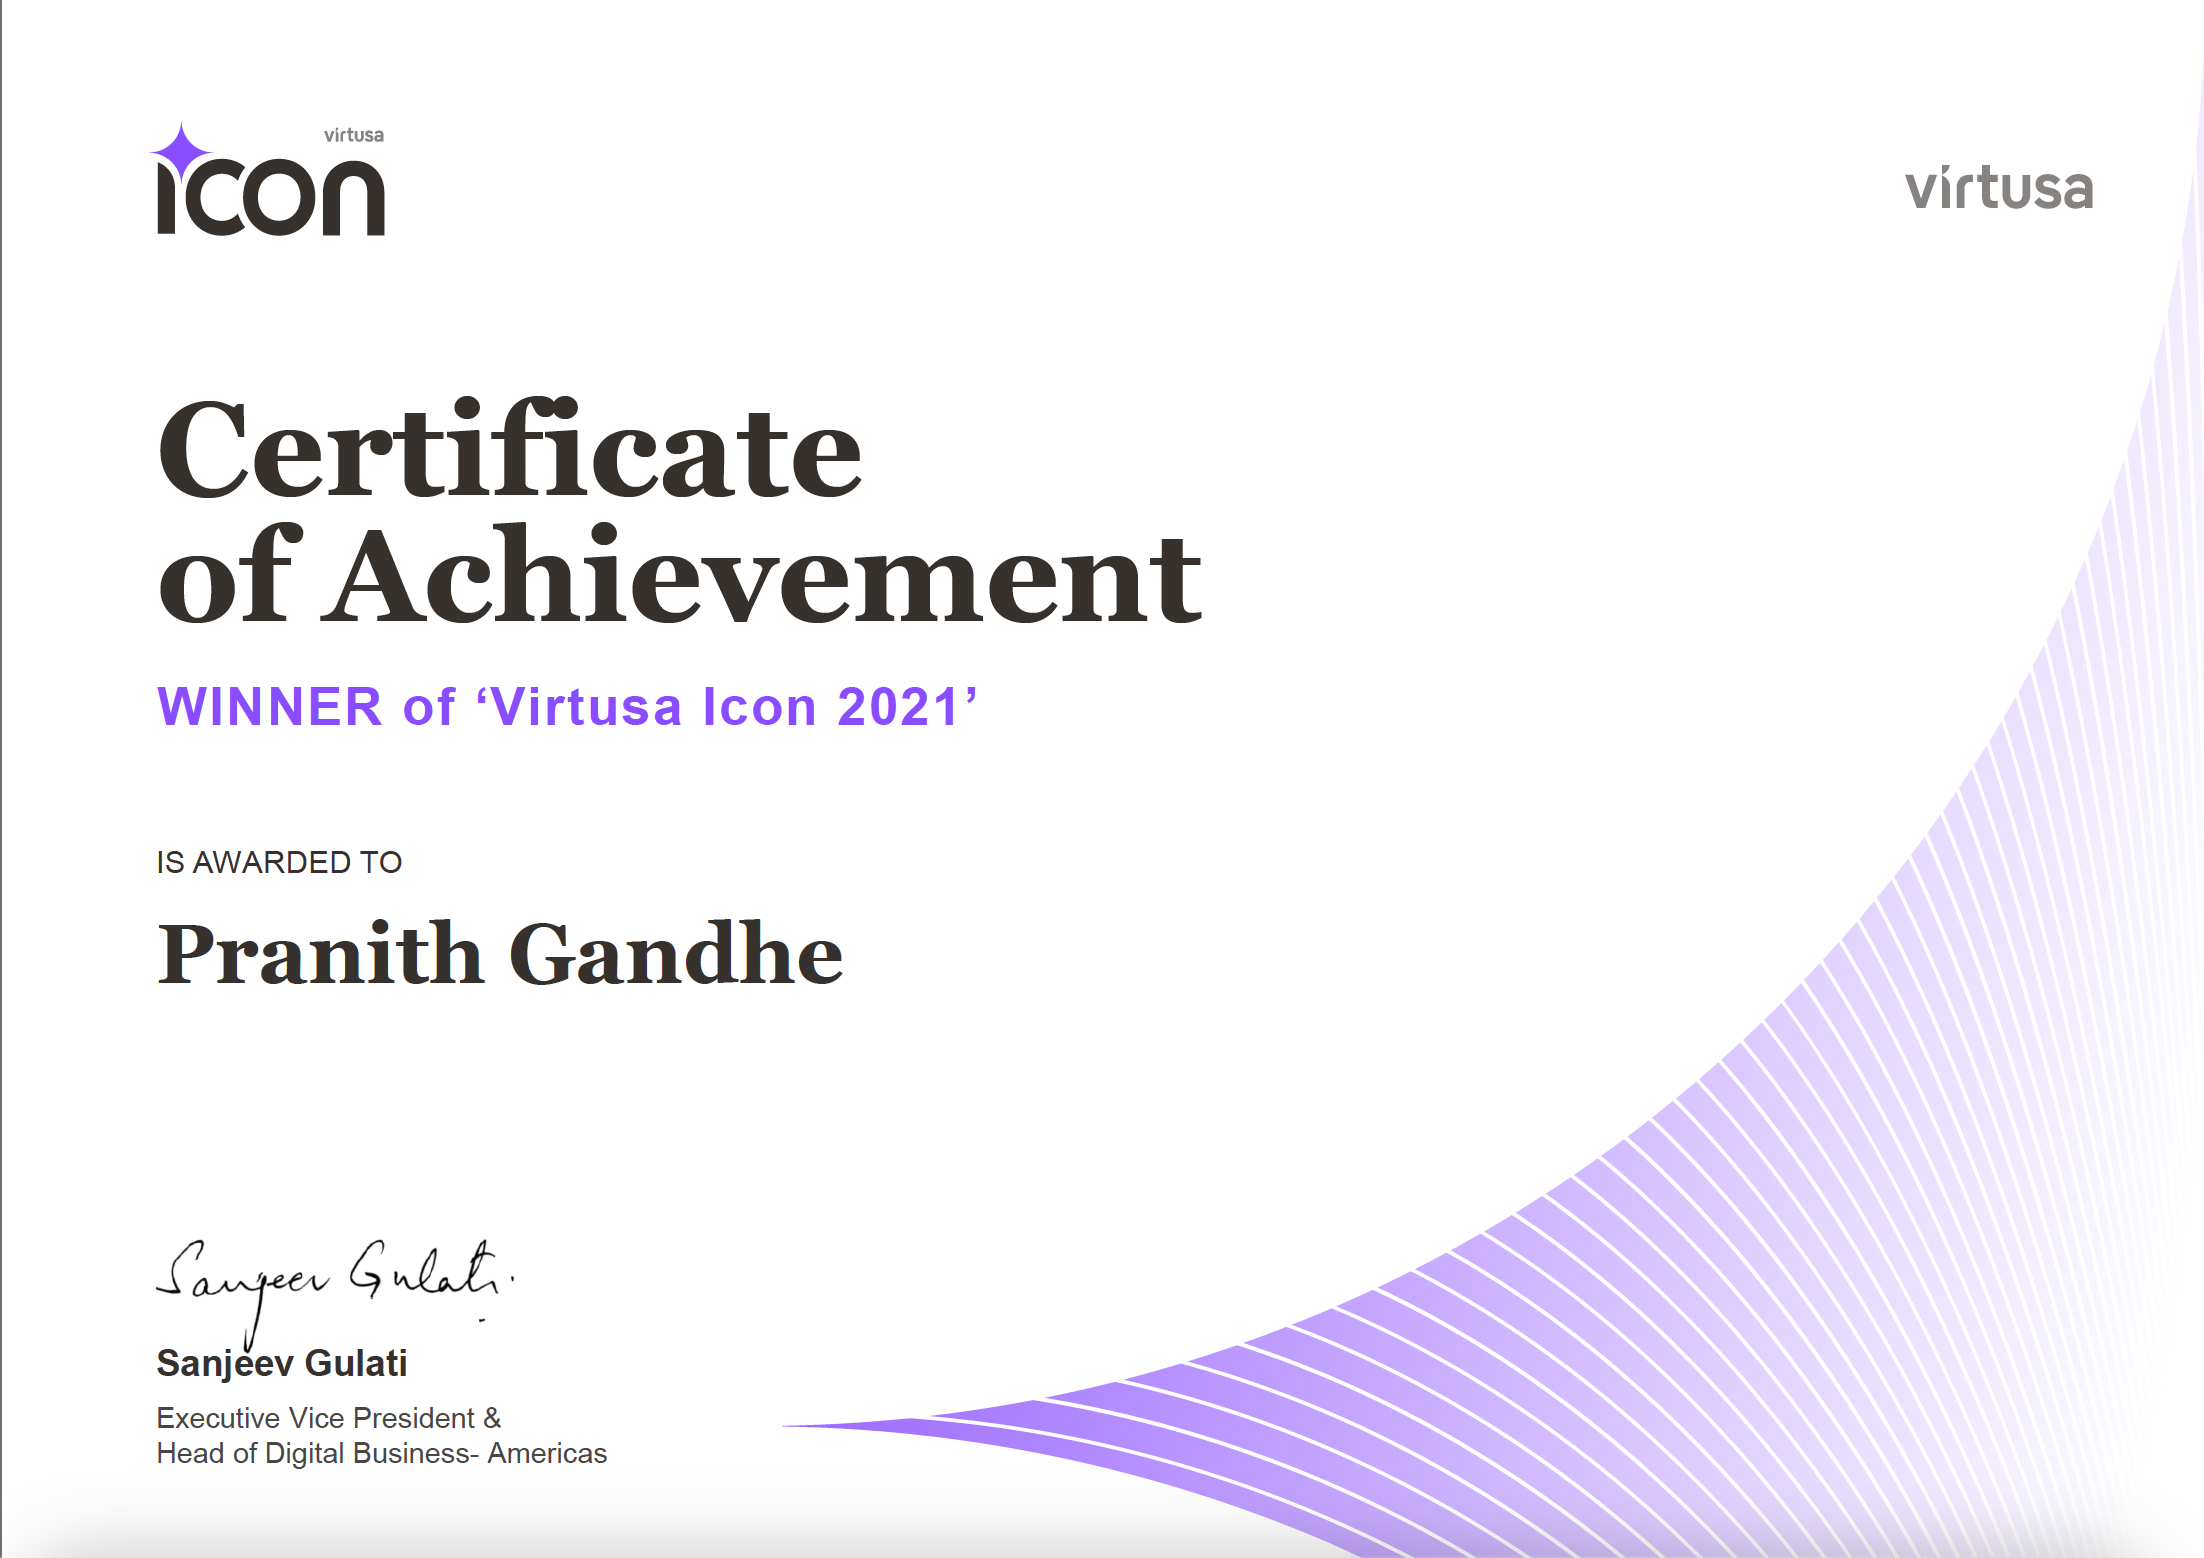 virtusa
icon
virtusa
Certificate
of Achievement
WINNER of ‘Virtusa Icon 2021’
IS AWARDED TO
Pranith Gandhe
Sanjeev Gulati
Sanjeev Gulati
Executive Vice President &
Head of Digital Business- Americas